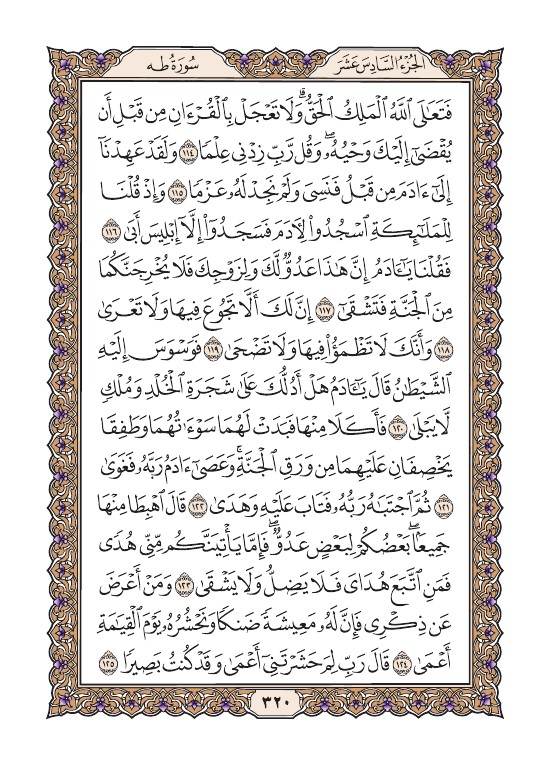 الجُزءُ السَّادِسَ عَشَرَ
سُورَةُ طه
فَتَعَٰلَى ٱللَّهُ ٱلۡمَلِكُ ٱلۡحَقُّۗ وَلَا تَعۡجَلۡ بِٱلۡقُرۡءَانِ مِن قَبۡلِ أَن
يُقۡضَىٰٓ إِلَيۡكَ وَحۡيُهُۥۖ وَقُل رَّبِّ زِدۡنِي عِلۡمٗا ١١٤ وَلَقَدۡ عَهِدۡنَآ
إِلَىٰٓ ءَادَمَ مِن قَبۡلُ فَنَسِيَ وَلَمۡ نَجِدۡ لَهُۥ عَزۡمٗا ١١٥ وَإِذۡ قُلۡنَا
لِلۡمَلَٰٓئِكَةِ ٱسۡجُدُواْ لِأٓدَمَ فَسَجَدُوٓاْ إِلَّآ إِبۡلِيسَ أَبَىٰ ١١٦
فَقُلۡنَا يَٰٓـَٔادَمُ إِنَّ هَٰذَا عَدُوّٞ لَّكَ وَلِزَوۡجِكَ فَلَا يُخۡرِجَنَّكُمَا
مِنَ ٱلۡجَنَّةِ فَتَشۡقَىٰٓ ١١٧ إِنَّ لَكَ أَلَّا تَجُوعَ فِيهَا وَلَا تَعۡرَىٰ
١١٨ وَأَنَّكَ لَا تَظۡمَؤُاْ فِيهَا وَلَا تَضۡحَىٰ ١١٩ فَوَسۡوَسَ إِلَيۡهِ
ٱلشَّيۡطَٰنُ قَالَ يَٰٓـَٔادَمُ هَلۡ أَدُلُّكَ عَلَىٰ شَجَرَةِ ٱلۡخُلۡدِ وَمُلۡكٖ
لَّا يَبۡلَىٰ ١٢٠ فَأَكَلَا مِنۡهَا فَبَدَتۡ لَهُمَا سَوۡءَٰتُهُمَا وَطَفِقَا
يَخۡصِفَانِ عَلَيۡهِمَا مِن وَرَقِ ٱلۡجَنَّةِۚ وَعَصَىٰٓ ءَادَمُ رَبَّهُۥ فَغَوَىٰ
١٢١ ثُمَّ ٱجۡتَبَٰهُ رَبُّهُۥ فَتَابَ عَلَيۡهِ وَهَدَىٰ ١٢٢ قَالَ ٱهۡبِطَا مِنۡهَا
جَمِيعَۢاۖ بَعۡضُكُمۡ لِبَعۡضٍ عَدُوّٞۖ فَإِمَّا يَأۡتِيَنَّكُم مِّنِّي هُدٗى
فَمَنِ ٱتَّبَعَ هُدَايَ فَلَا يَضِلُّ وَلَا يَشۡقَىٰ ١٢٣ وَمَنۡ أَعۡرَضَ
عَن ذِكۡرِي فَإِنَّ لَهُۥ مَعِيشَةٗ ضَنكٗا وَنَحۡشُرُهُۥ يَوۡمَ ٱلۡقِيَٰمَةِ
أَعۡمَىٰ ١٢٤ قَالَ رَبِّ لِمَ حَشَرۡتَنِيٓ أَعۡمَىٰ وَقَدۡ كُنتُ بَصِيرٗا ١٢٥
٣٢٠